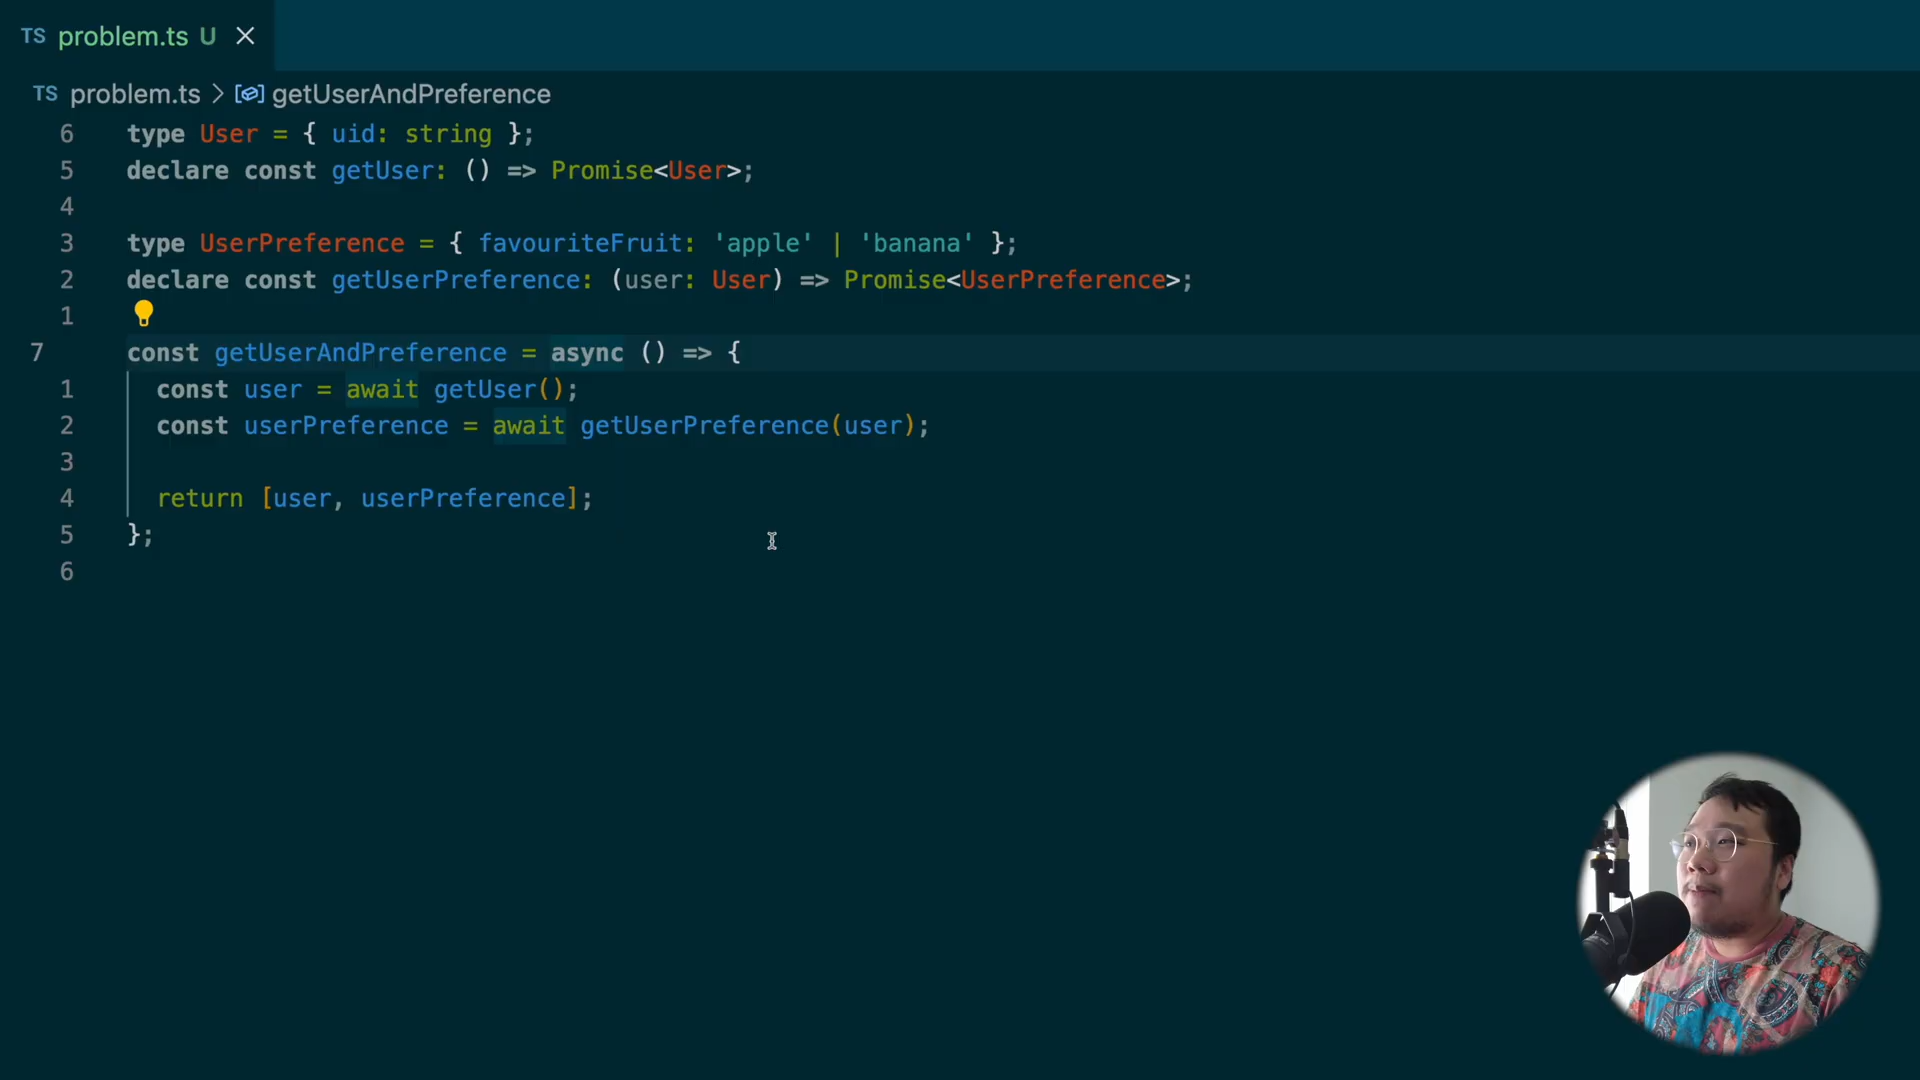 TS problem.ts U
TS problem.ts > getUserAndPreference
6 type User = { uid: string };
5 declare const getUser: () => Promise<User>;
4
3 type UserPreference = { favouriteFruit: 'apple' | 'banana' };
2 declare const getUserPreference: (user: User) => Promise<UserPreference>;
1
7 const getUserAndPreference = async () => {
1 const user = await getUser();
2 const userPreference = await getUserPreference(user);
3
4 return [user, userPreference];
5 };
6